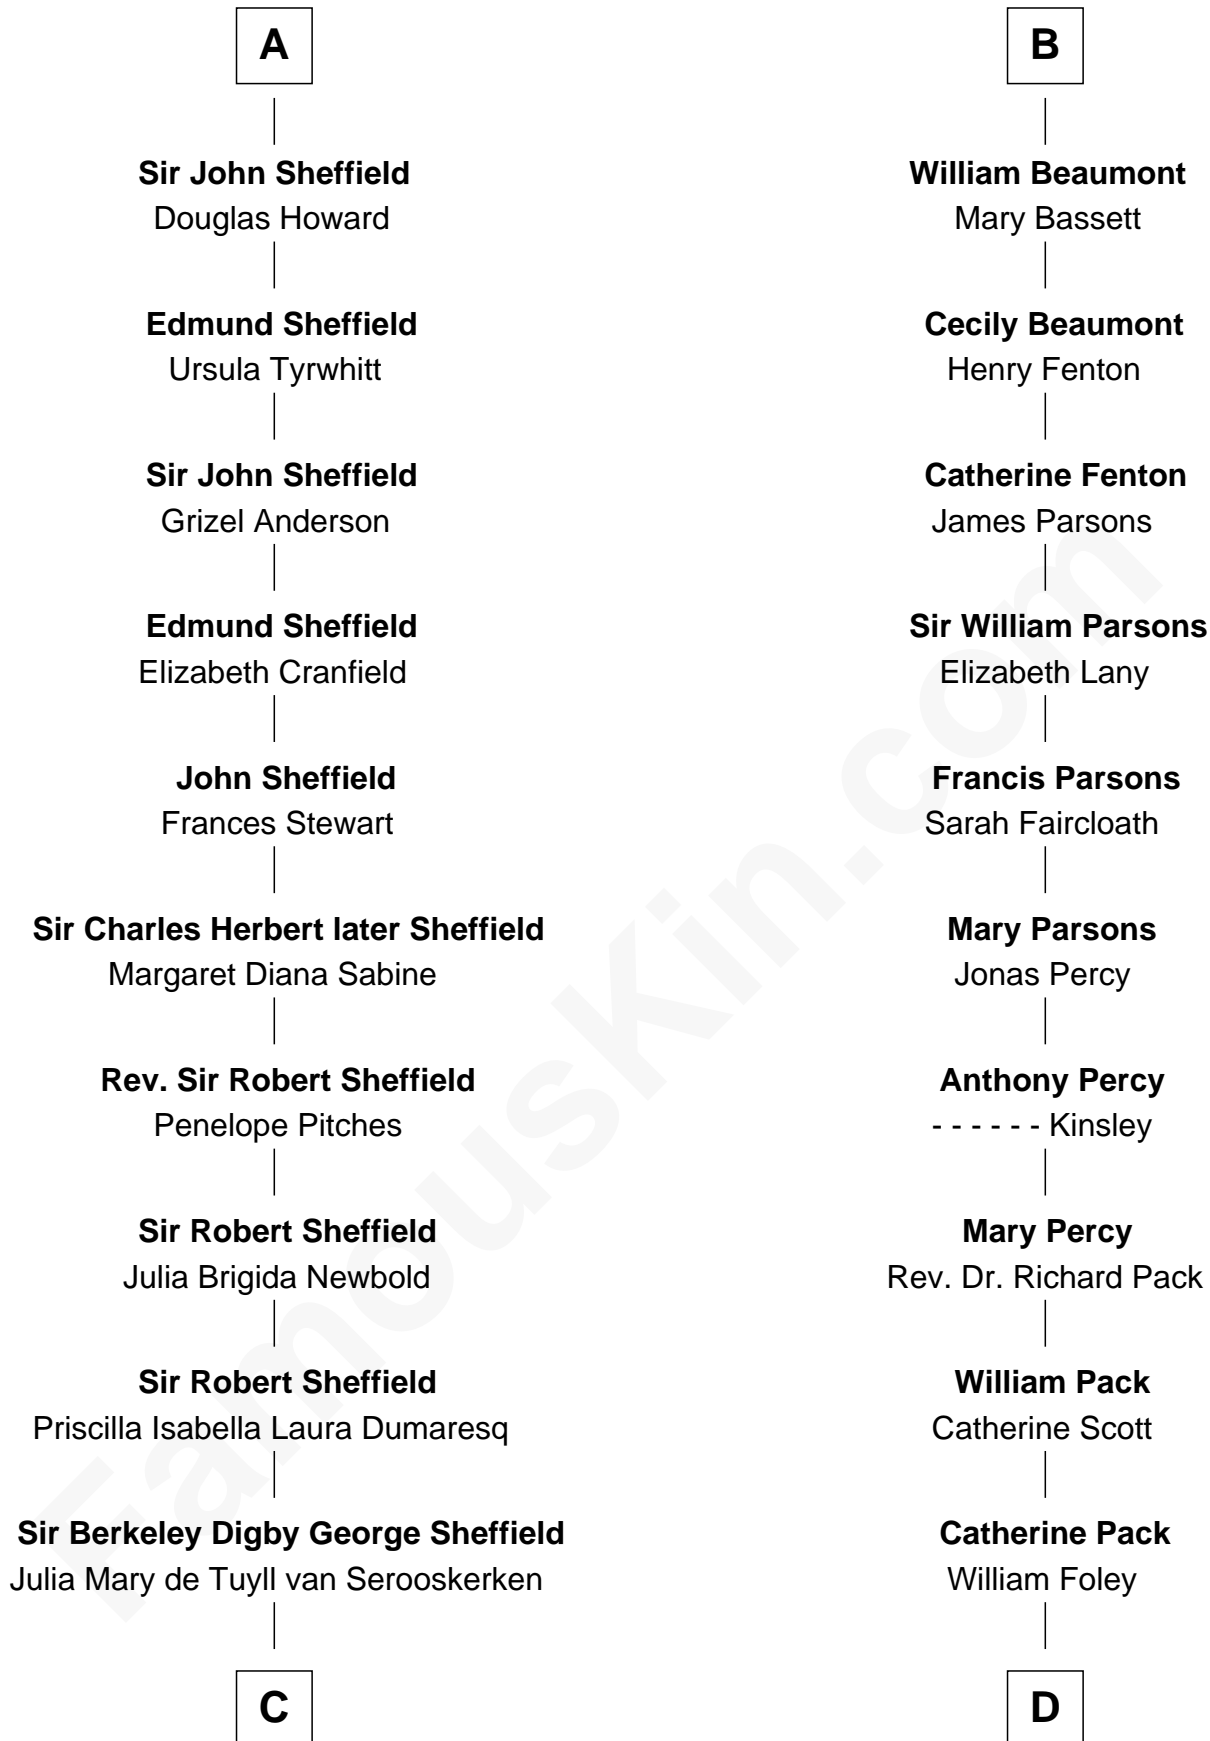 A
Sir John Sheffield
Douglas Howard
Edmund Sheffield
Ursula Tyrwhitt
Sir John Sheffield
Grizel Anderson
Edmund Sheffield
Elizabeth Cranfield
John Sheffield
Frances Stewart
Sir Charles Herbert later Sheffield
Margaret Diana Sabine
Rev. Sir Robert Sheffield
Penelope Pitches
Sir Robert Sheffield
Julia Brigida Newbold
Sir Robert Sheffield
Priscilla Isabella Laura Dumaresq
Sir Berkeley Digby George Sheffield
Julia Mary de Tuyll van Serooskerken
C
B
William Beaumont
Mary Bassett
Cecily Beaumont
Henry Fenton
Catherine Fenton
James Parsons
Sir William Parsons
Elizabeth Lany
Francis Parsons
Sarah Faircloath
Mary Parsons
Jonas Percy
Anthony Percy
- - - - - - Kinsley
Mary Percy
Rev. Dr. Richard Pack
William Pack
Catherine Scott
Catherine Pack
William Foley
D
FamousKin.com